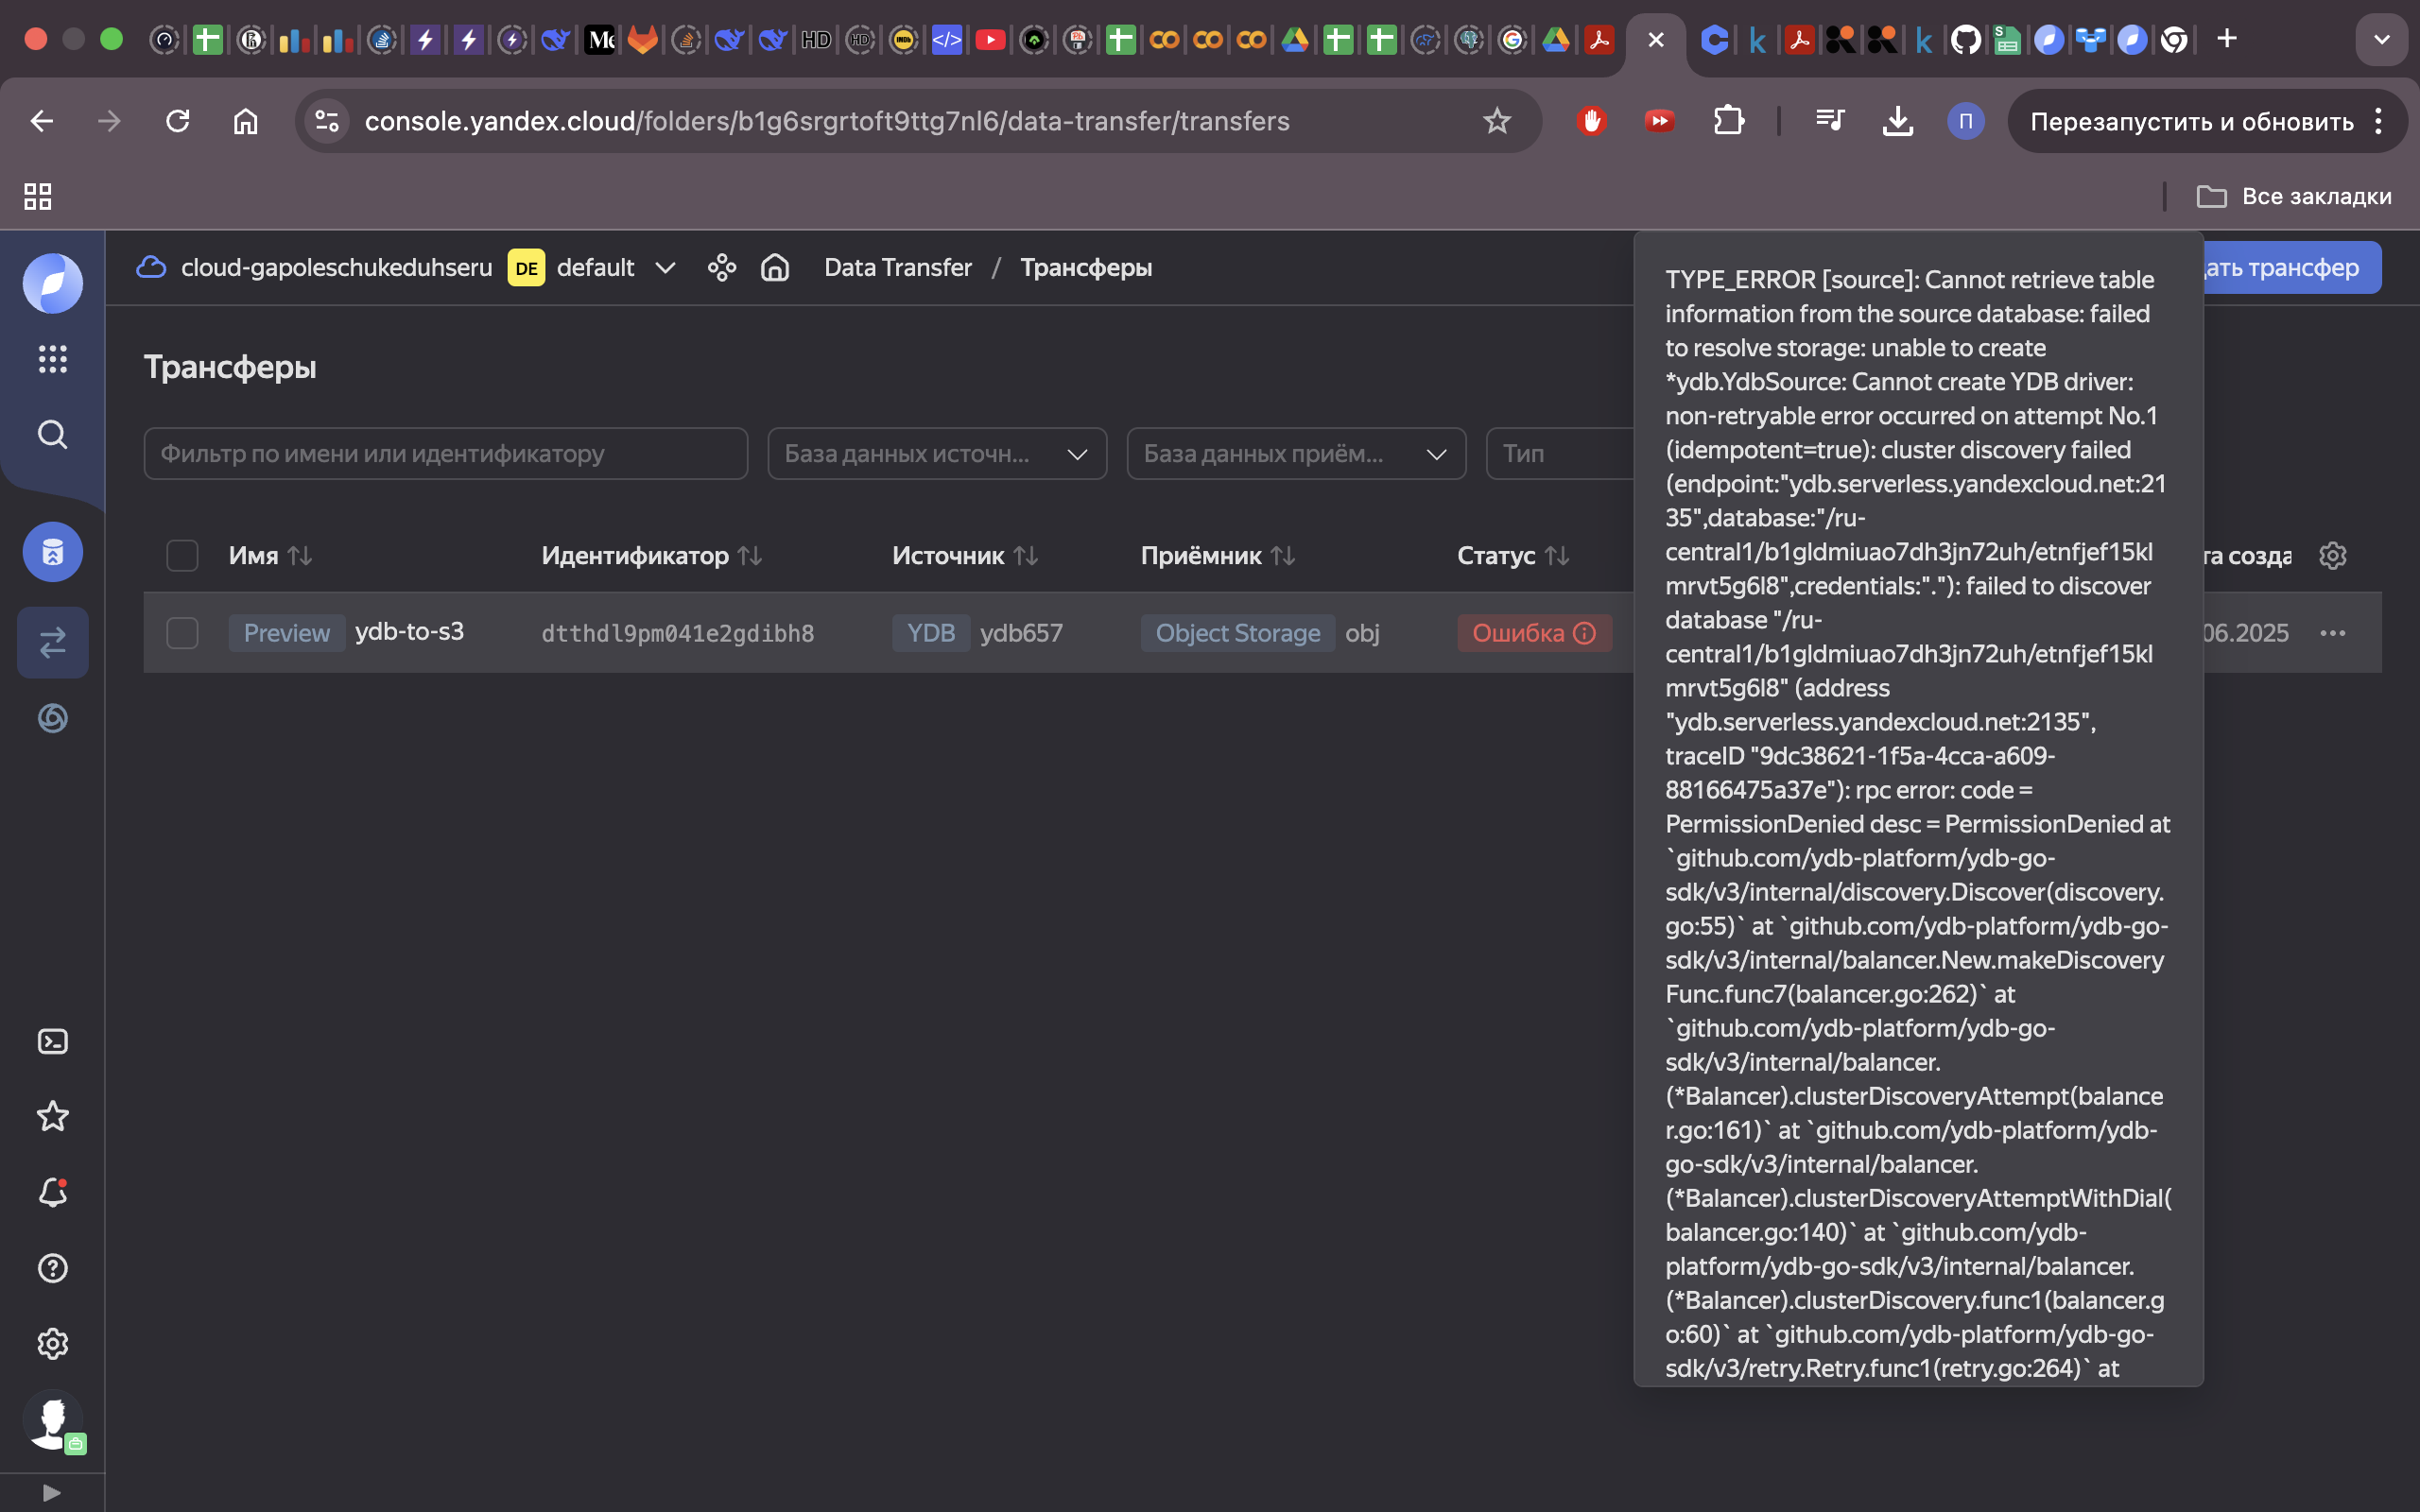 HD
HD
console.yandex.cloud/folders/b1g6srgrtoft9ttg7nl6/data-transfer/transfers
П
Перезапустить и обновить
Все закладки
cloud-gapoleschukeduhseru
DE
default
Data Transfer / Трансферы
ать трансфер
Трансферы
Фильтр по имени или идентификатору
База данных источн...
База данных приём...
Тип
Имя
Идентификатор
Источник
Приёмник
Статус
та созда
Preview ydb-to-s3
dtthdl9pm041e2gdibh8
YDB ydb657
Object Storage obj
Ошибка
06.2025
TYPE_ERROR [source]: Cannot retrieve table
information from the source database: failed
to resolve storage: unable to create
*ydb.YdbSource: Cannot create YDB driver:
non-retryable error occurred on attempt No.1
(idempotent=true): cluster discovery failed
(endpoint:"ydb.serverless.yandexcloud.net:21
35",database:"/ru-
central1/b1gldmiuao7dh3jn72uh/etnfjef15kl
mrvt5g6l8",credentials:"."): failed to discover
database "/ru-
central1/b1gldmiuao7dh3jn72uh/etnfjef15kl
mrvt5g6l8" (address
"ydb.serverless.yandexcloud.net:2135",
traceID "9dc38621-1f5a-4cca-a609-
88166475a37e"): rpc error: code =
PermissionDenied desc = PermissionDenied at
`github.com/ydb-platform/ydb-go-
sdk/v3/internal/discovery.Discover(discovery.
go:55)` at `github.com/ydb-platform/ydb-go-
sdk/v3/internal/balancer.New.makeDiscovery
Func.func7(balancer.go:262)` at
`github.com/ydb-platform/ydb-go-
sdk/v3/internal/balancer.
(*Balancer).clusterDiscoveryAttempt(balance
r.go:161)` at `github.com/ydb-platform/ydb-
go-sdk/v3/internal/balancer.
(*Balancer).clusterDiscoveryAttemptWithDial(
balancer.go:140)` at `github.com/ydb-
platform/ydb-go-sdk/v3/internal/balancer.
(*Balancer).clusterDiscovery.func1(balancer.g
o:60)` at `github.com/ydb-platform/ydb-go-
sdk/v3/retry.Retry.func1(retry.go:264)` at